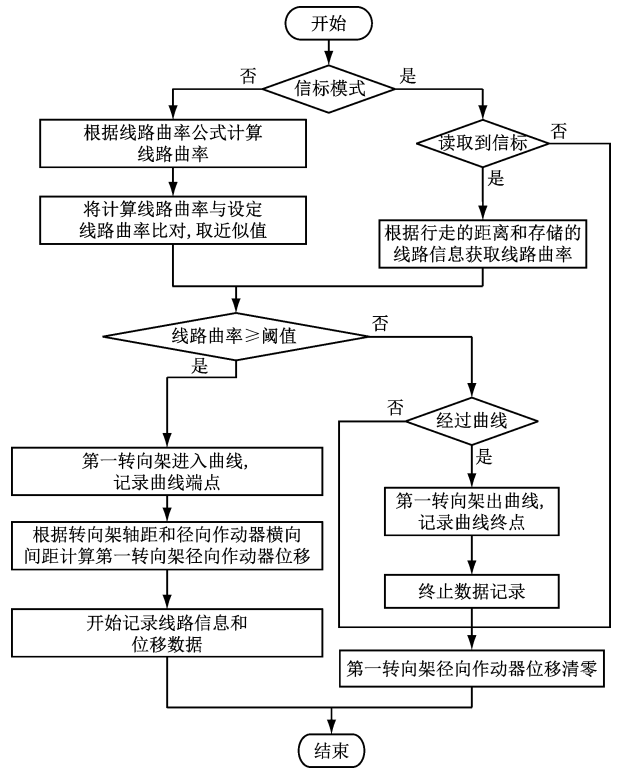 开始
否
是
信标模式
根据线路曲率公式计算
线路曲率
读取到信标
否
是
将计算线路曲率与设定
线路曲率比对,取近似值
根据行走的距离和存储的
线路信息获取线路曲率
线路曲率≥阈值
否
是
否
经过曲线
是
第一转向架进入曲线,
记录曲线端点
第一转向架出曲线,
记录曲线终点
根据转向架轴距和径向作动器横向
间距计算第一转向架径向作动器位移
终止数据记录
开始记录线路信息和
位移数据
第一转向架径向作动器位移清零
结束